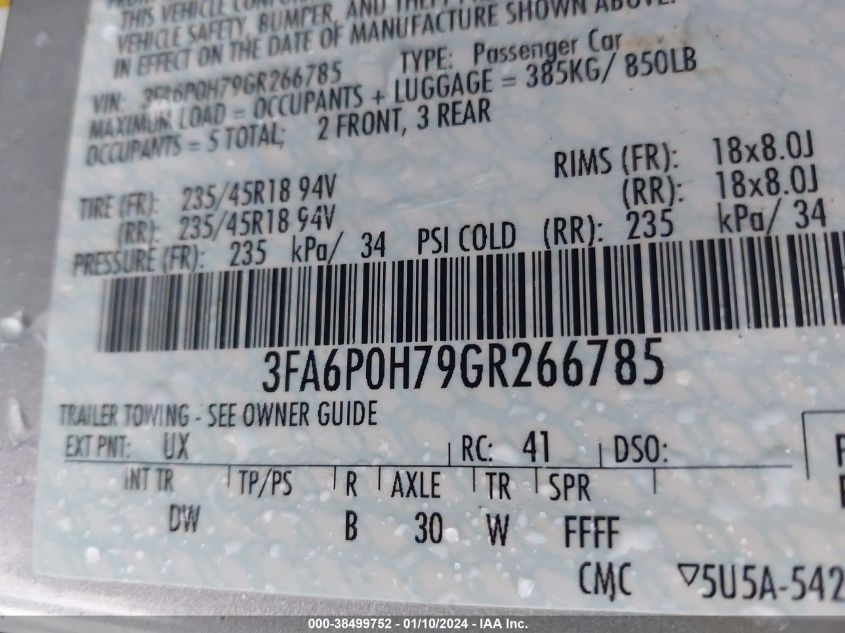 THIS VEHICLE
VEHICLE SAFETY, BUMPER, AND
IN EFFECT ON THE DATE OF MANUFACTURE SHOWN ABOVE.
VIN: 3FA6P0H79GR266785 TYPE: Passenger Car
MAXIMUM LOAD = OCCUPANTS + LUGGAGE = 385KG/ 850LB
OCCUPANTS = 5 TOTAL; 2 FRONT, 3 REAR
TIRE (FR): 235/45R18 94V RIMS (FR): 18x8.0J
(RR): 235/45R18 94V (RR): 18x8.0J
PRESSURE (FR): 235 kPa/ 34 PSI COLD (RR): 235 kPa/ 34
3FA6P0H79GR266785
TRAILER TOWING - SEE OWNER GUIDE
EXT PNT: UX RC: 41 DSO:
INT TR TP/PS R AXLE TR SPR
DW B 30 W FFFF
CMC ▽5U5A-542
000-38499752 - 01/10/2024 - IAA Inc.